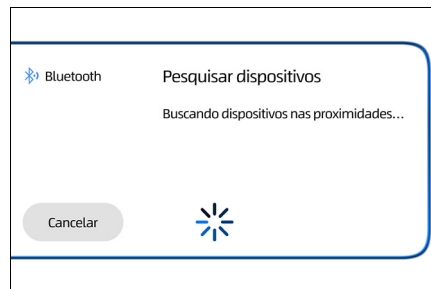 Bluetooth
Pesquisar dispositivos
Buscando dispositivos nas proximidades...
Cancelar